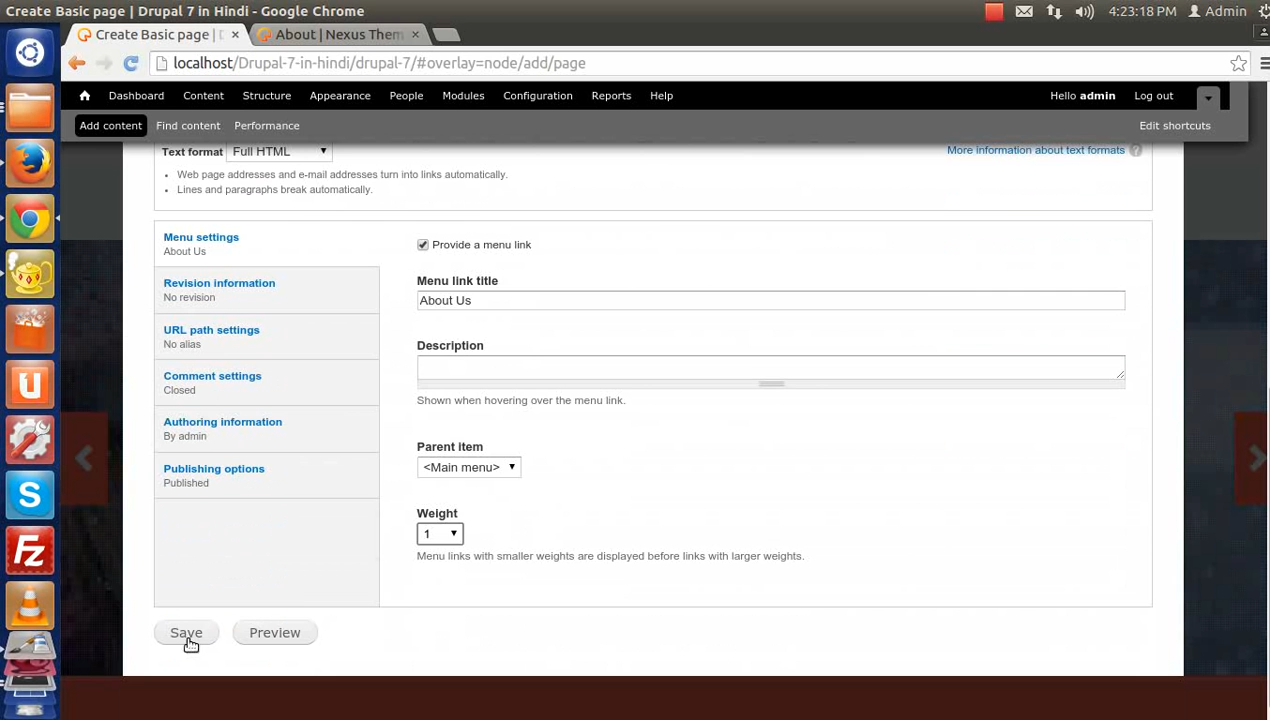 Create Basic page | Drupal 7 in Hindi - Google Chrome
4:23:18 PM
Admin
Create Basic page | D
About | Nexus Them
localhost/Drupal-7-in-hindi/drupal-7/#overlay=node/add/page
Dashboard Content Structure Appearance People Modules Configuration Reports Help
Hello admin Log out
Add content Find content Performance
Edit shortcuts
Text format Full HTML
More information about text formats ?
Web page addresses and e-mail addresses turn into links automatically.
Lines and paragraphs break automatically.
Menu settings
About Us
Revision information
No revision
URL path settings
No alias
Comment settings
Closed
Authoring information
By admin
Publishing options
Published
Provide a menu link
Menu link title
About Us
Description
Shown when hovering over the menu link.
Parent item
<Main menu>
Weight
1
Menu links with smaller weights are displayed before links with larger weights.
Save Preview